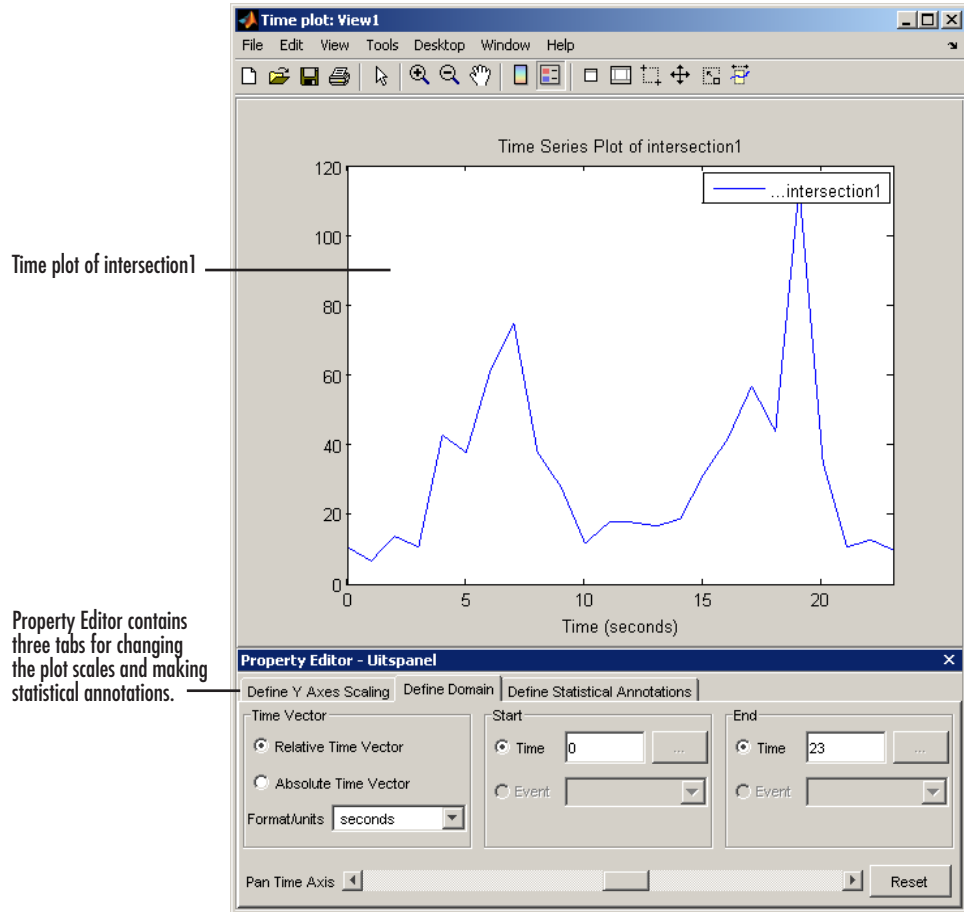 Time plot: View1
File Edit View Tools Desktop Window Help
Time Series Plot of intersection1
...intersection1
120
100
80
60
40
20
0
0 5 10 15 20
Time (seconds)
Time plot of intersection1
Property Editor contains
three tabs for changing
the plot scales and making
statistical annotations.
Property Editor - Uitspanel
Define Y Axes Scaling Define Domain Define Statistical Annotations
Time Vector
Relative Time Vector
Absolute Time Vector
Format/units seconds
Start
Time 0 ...
Event
End
Time 23 ...
Event
Pan Time Axis Reset